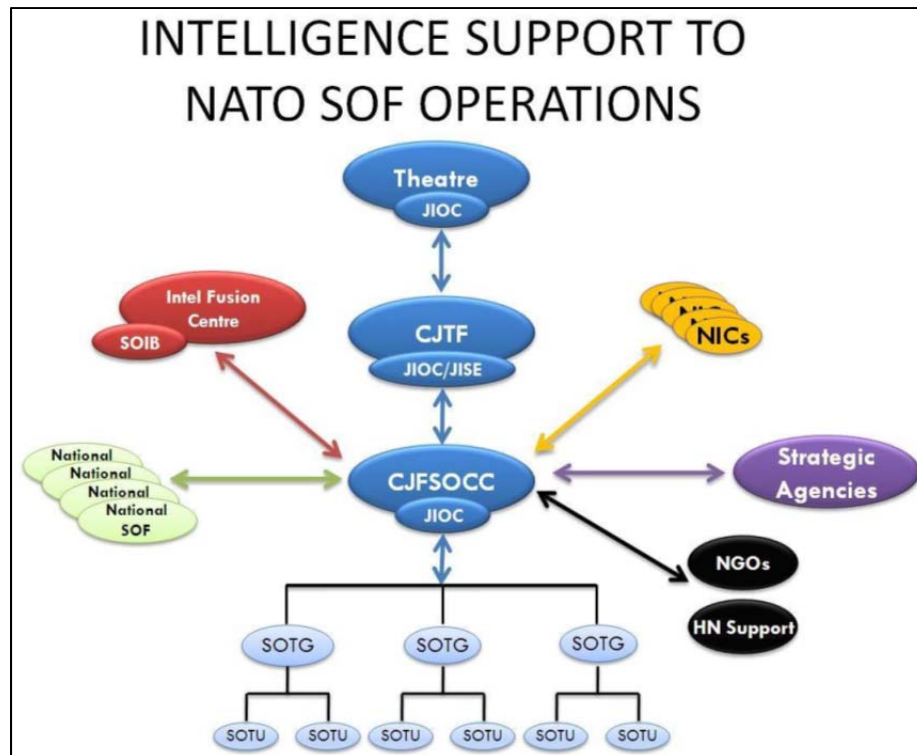 INTELLIGENCE SUPPORT TO
NATO SOF OPERATIONS
Theatre
JIOC
Intel Fusion
Centre
SOIB
CJTF
JIOC/JISE
NICs
National
National
National
National
SOF
CJFSOCC
JIOC
Strategic
Agencies
NGOs
HN Support
SOTG
SOTG
SOTG
SOTU
SOTU
SOTU
SOTU
SOTU
SOTU